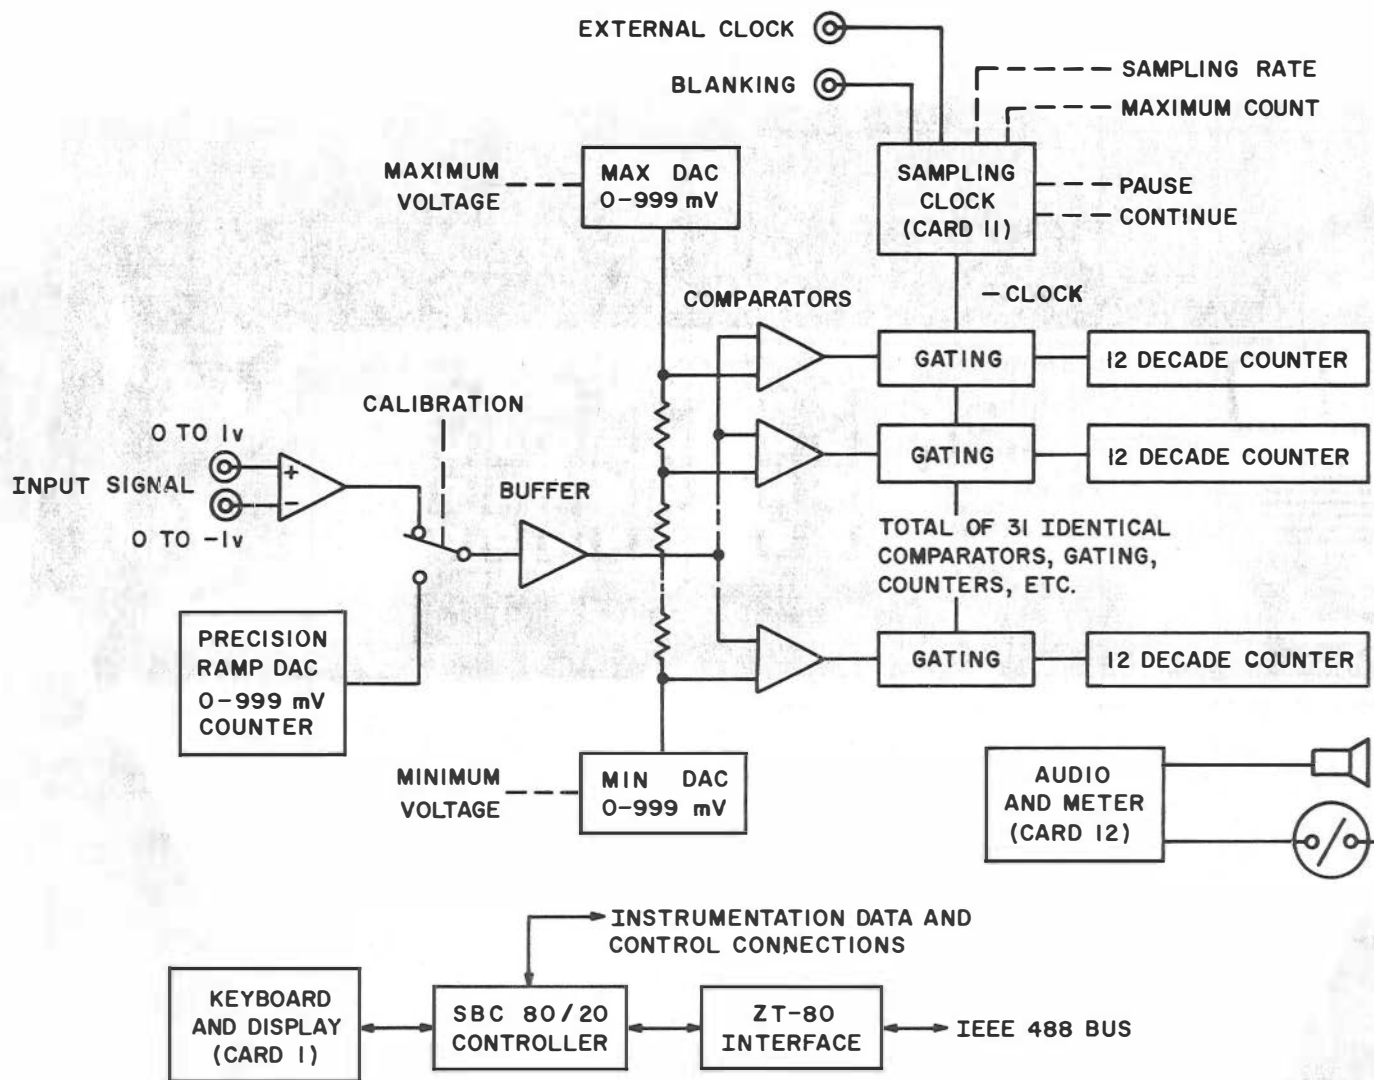 EXTERNAL CLOCK
BLANKING
SAMPLING RATE
MAXIMUM COUNT
MAXIMUM
VOLTAGE
MAX DAC
0-999 mV
SAMPLING
CLOCK
(CARD 11)
PAUSE
CONTINUE
COMPARATORS
-CLOCK
GATING
12 DECADE COUNTER
CALIBRATION
0 TO 1v
INPUT SIGNAL
+
-
0 TO -1v
BUFFER
GATING
12 DECADE COUNTER
TOTAL OF 31 IDENTICAL
COMPARATORS, GATING,
COUNTERS, ETC.
PRECISION
RAMP DAC
0-999 mV
COUNTER
GATING
12 DECADE COUNTER
MINIMUM
VOLTAGE
MIN DAC
0-999 mV
AUDIO
AND METER
(CARD 12)
INSTRUMENTATION DATA AND
CONTROL CONNECTIONS
KEYBOARD
AND DISPLAY
(CARD 1)
SBC 80/20
CONTROLLER
ZT-80
INTERFACE
IEEE 488 BUS